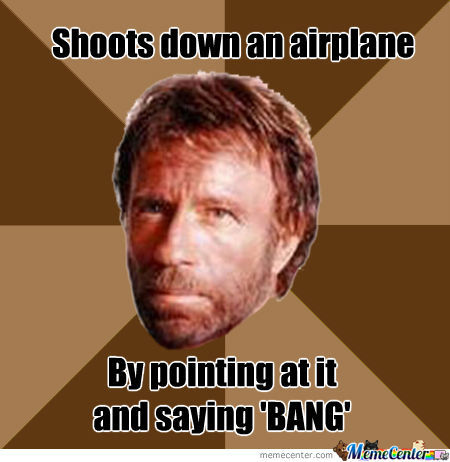 Shoots down an airplane
By pointing at it
and saying 'BANG'
memecenter.com MemeCenter